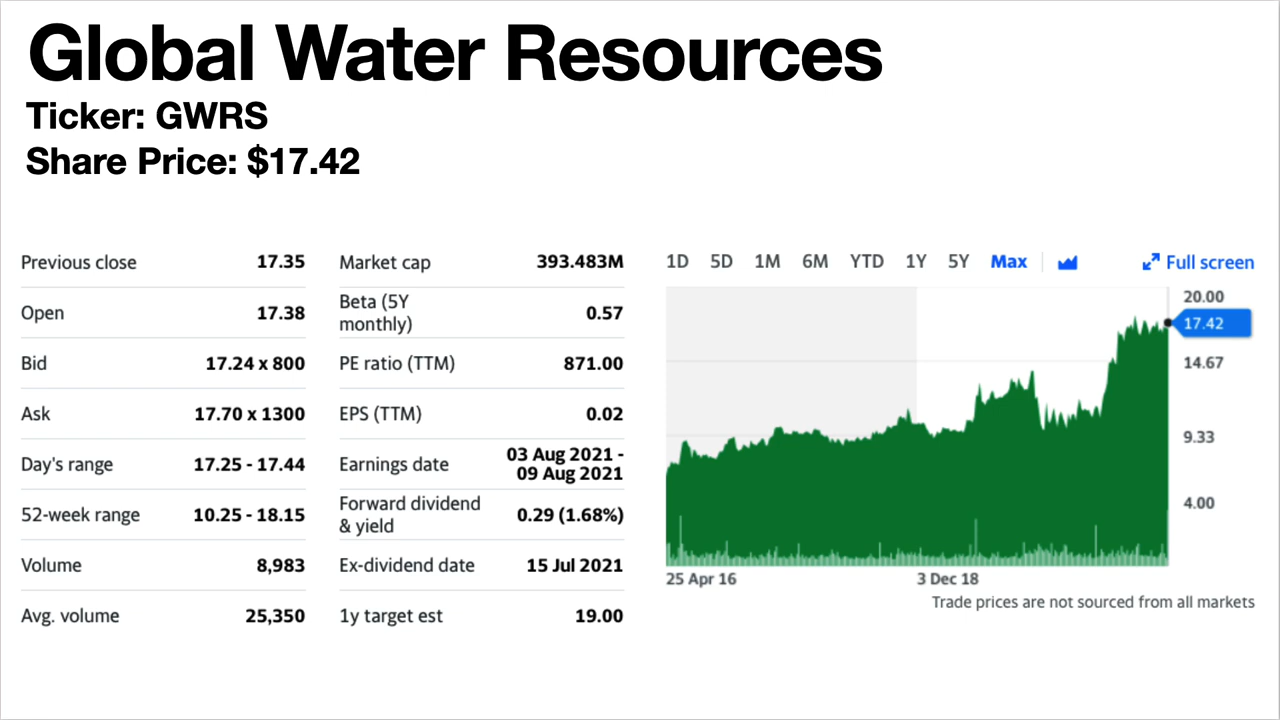 Global Water Resources
Ticker: GWRS
Share Price: $17.42
Previous close 17.35
Open 17.38
Bid 17.24 x 800
Ask 17.70 x 1300
Day's range 17.25 - 17.44
52-week range 10.25 - 18.15
Volume 8,983
Avg. volume 25,350
Market cap 393.483M
Beta (5Y
monthly) 0.57
PE ratio (TTM) 871.00
EPS (TTM) 0.02
Earnings date 03 Aug 2021 -
09 Aug 2021
Forward dividend
& yield 0.29 (1.68%)
Ex-dividend date 15 Jul 2021
1y target est 19.00
1D 5D 1M 6M YTD 1Y 5Y Max Full screen
20.00
17.42
14.67
9.33
4.00
25 Apr 16 3 Dec 18
Trade prices are not sourced from all markets